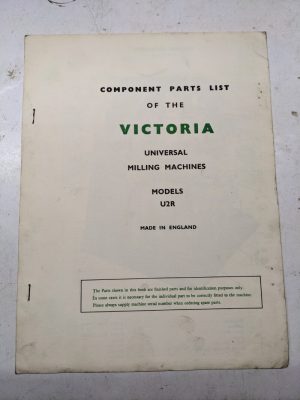 COMPONENT PARTS LIST
OF THE
VICTORIA
UNIVERSAL
MILLING MACHINES
MODELS
U2R
MADE IN ENGLAND
The Parts shown in this book are finished parts and for identification purposes only.
In some cases it is necessary for the individual part to be correctly fitted to the machine.
Please always supply machine serial number when ordering spare parts.